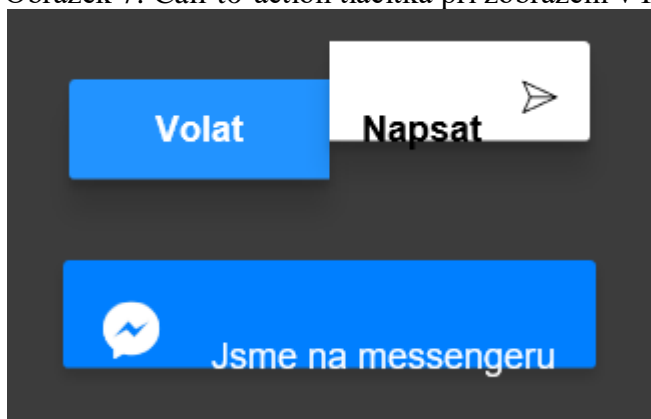 Obrázek 7: Call-to-action tlačítka při zobrazení v I
Volat
Napsat
Jsme na messengeru